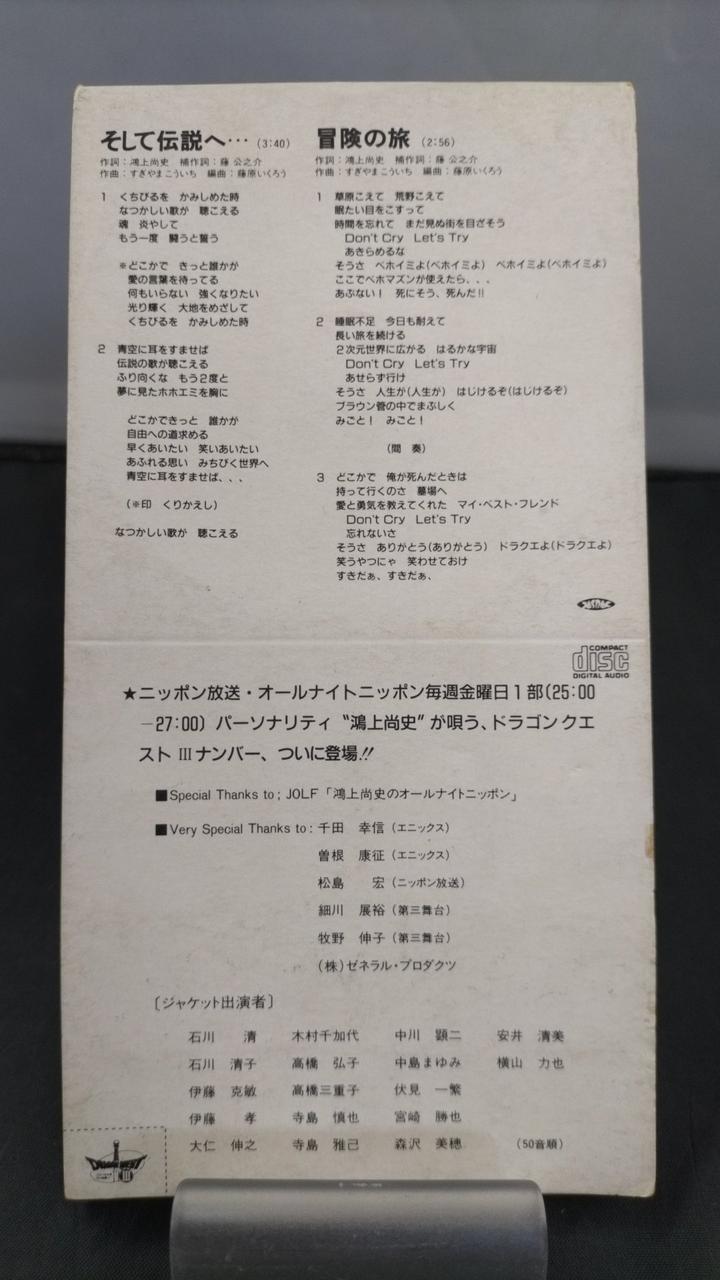 そして伝説へ… (3:40)
作詞：鴻上尚史　補作詞：藤 公之介
作曲：すぎやまこういち　編曲：藤原いくろう
1　くちびるを　かみしめた時
なつかしい歌が　聴こえる
魂　炎やして
もう一度　闘うと誓う
※どこかで　きっと誰かが
愛の言葉を待ってる
何もいらない　強くなりたい
光り輝く　大地をめざして
くちびるを　かみしめた時
2　青空に耳をすませば
伝説の歌が聴こえる
ふり向くな　もう2度と
夢に見たホホエミを胸に
どこかできっと　誰かが
自由への道求める
早くあいたい　笑いあいたい
あふれる思い　みちびく世界へ
青空に耳をすませば、、、
（※印　くりかえし）
なつかしい歌が　聴こえる
冒険の旅 (2:56)
作詞：鴻上尚史　補作詞：藤 公之介
作曲：すぎやまこういち　編曲：藤原いくろう
1　草原こえて　荒野こえて
眠たい目をこすって
時間を忘れて　まだ見ぬ街を目ざそう
Don't Cry　Let's Try
あきらめるな
そうさ　ベホイミよ(ベホイミよ)　ベホイミよ(ベホイミよ)
ここでベホマズンが使えたら、、、
あぶない！　死にそう、死んだ!!
2　睡眠不足　今日も耐えて
長い旅を続ける
2次元世界に広がる　はるかな宇宙
Don't Cry　Let's Try
あせらず行け
そうさ　人生が(人生が)　はじけるぞ(はじけるぞ)
ブラウン管の中でまぶしく
みごと！　みごと！
（間　奏）
3　どこかで　俺が死んだときは
持って行くのさ　墓場へ
愛と勇気を教えてくれた　マイ・ベスト・フレンド
Don't Cry　Let's Try
忘れないさ
そうさ　ありがとう(ありがとう)　ドラクエよ(ドラクエよ)
笑うやつにゃ　笑わせておけ
すきだぁ、すきだぁ、
COMPACT
disc
DIGITAL AUDIO
★ニッポン放送・オールナイトニッポン毎週金曜日1部(25:00
−27:00）パーソナリティ“鴻上尚史”が唄う、ドラゴンクエ
スト Ⅲナンバー、ついに登場!!
■Special Thanks to；JOLF「鴻上尚史のオールナイトニッポン」
■Very Special Thanks to：千田　幸信（エニックス）
曽根　康征（エニックス）
松島　宏（ニッポン放送）
細川　展裕（第三舞台）
牧野　伸子（第三舞台）
（株）ゼネラル・プロダクツ
〔ジャケット出演者〕
石川　清　木村千加代　中川　顕二　安井　清美
石川　清子　高橋　弘子　中島まゆみ　横山　力也
伊藤　克敏　高橋三重子　伏見　一繁
伊藤　孝　寺島　慎也　宮崎　勝也
大仁　伸之　寺島　雅己　森沢　美穂　（50音順）
DRAGON QUEST
III